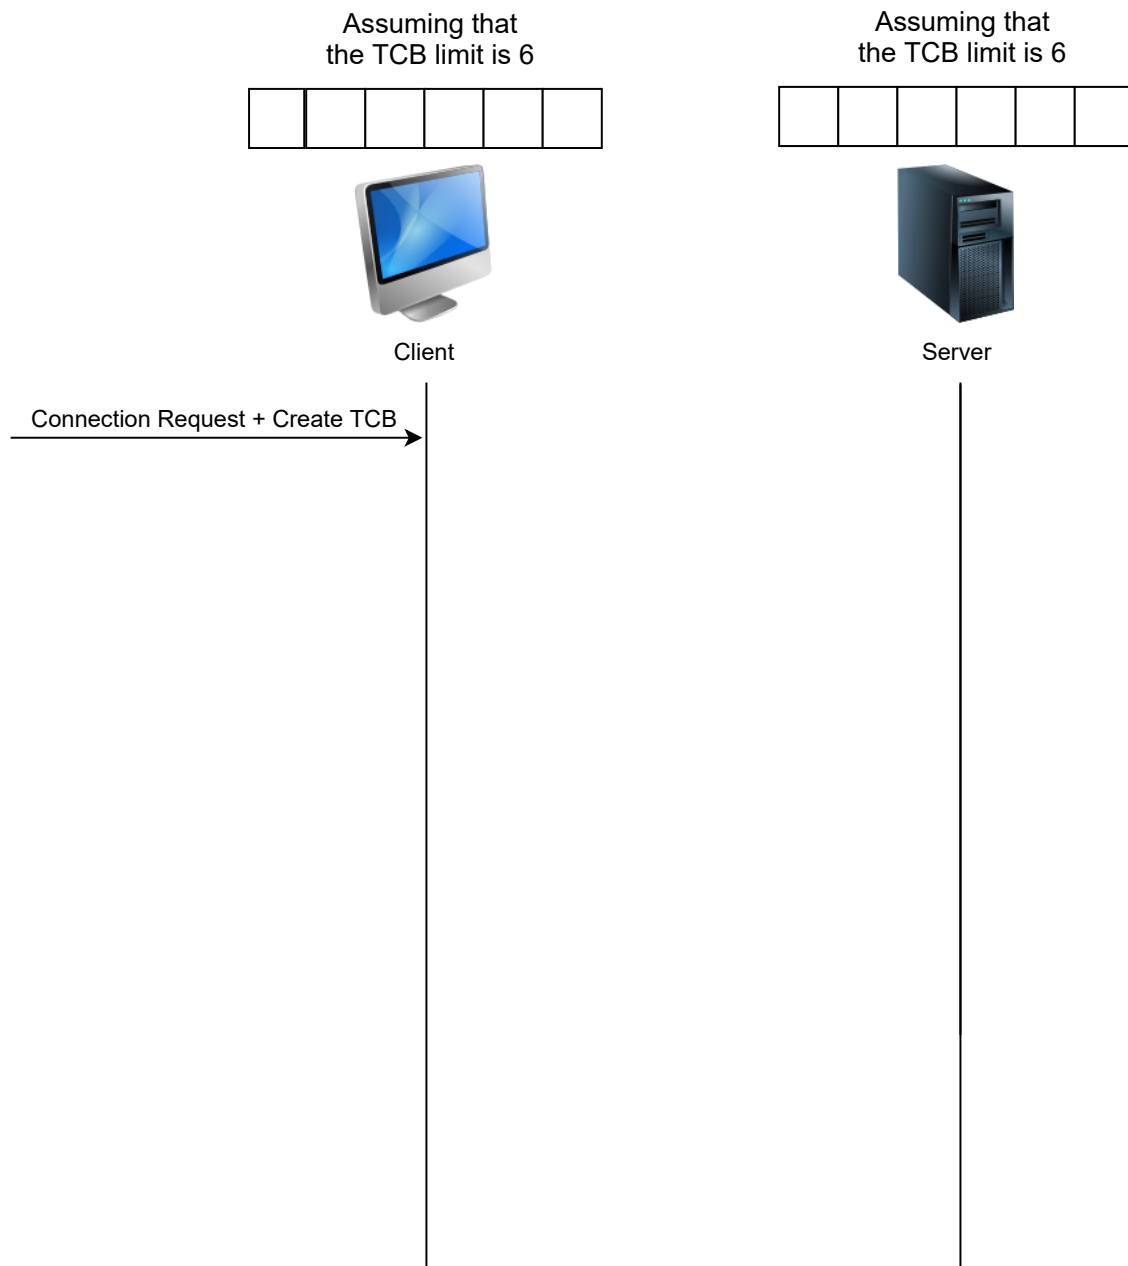 Assuming that
the TCB limit is 6
Assuming that
the TCB limit is 6
Client
Server
Connection Request + Create TCB